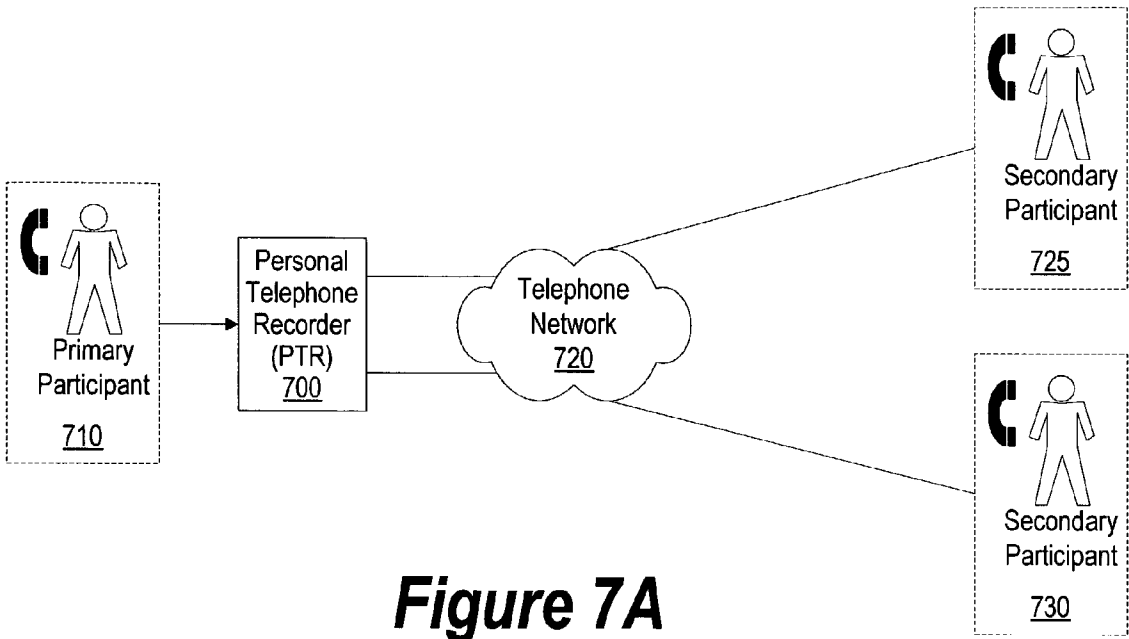 Primary
Participant
710
Personal
Telephone
Recorder
(PTR)
700
Telephone
Network
720
Secondary
Participant
725
Secondary
Participant
730
Figure 7A